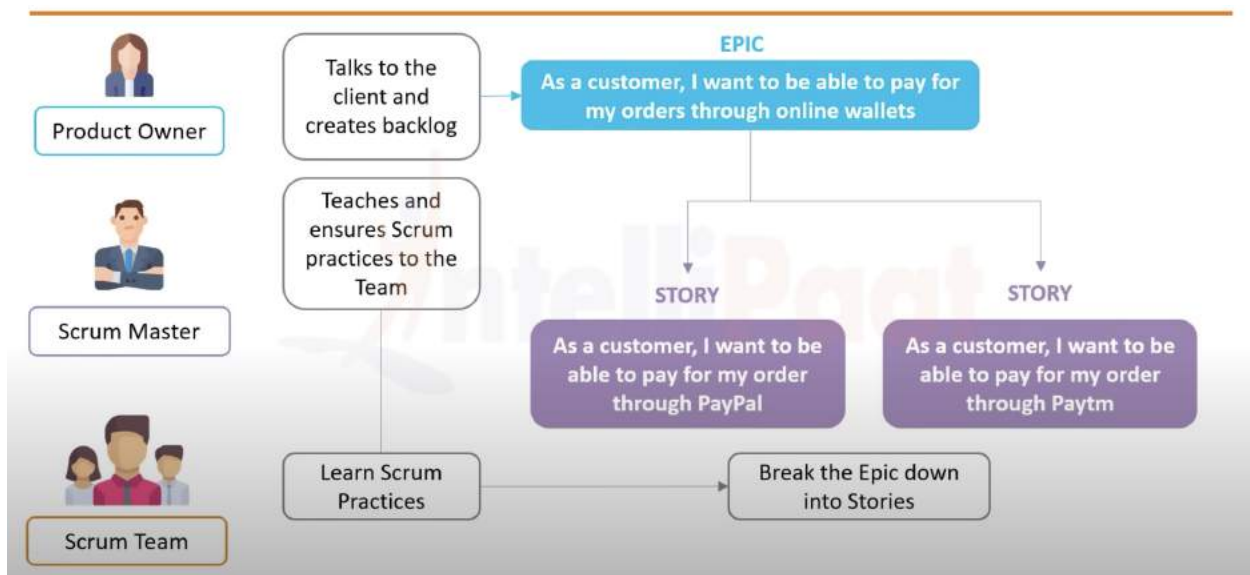 Product Owner
Talks to the
client and
creates backlog
EPIC
As a customer, I want to be able to pay for
my orders through online wallets
Scrum Master
Teaches and
ensures Scrum
practices to the
Team
STORY
As a customer, I want to be
able to pay for my order
through PayPal
STORY
As a customer, I want to be
able to pay for my order
through Paytm
Scrum Team
Learn Scrum
Practices
Break the Epic down
into Stories
IntelliPaat